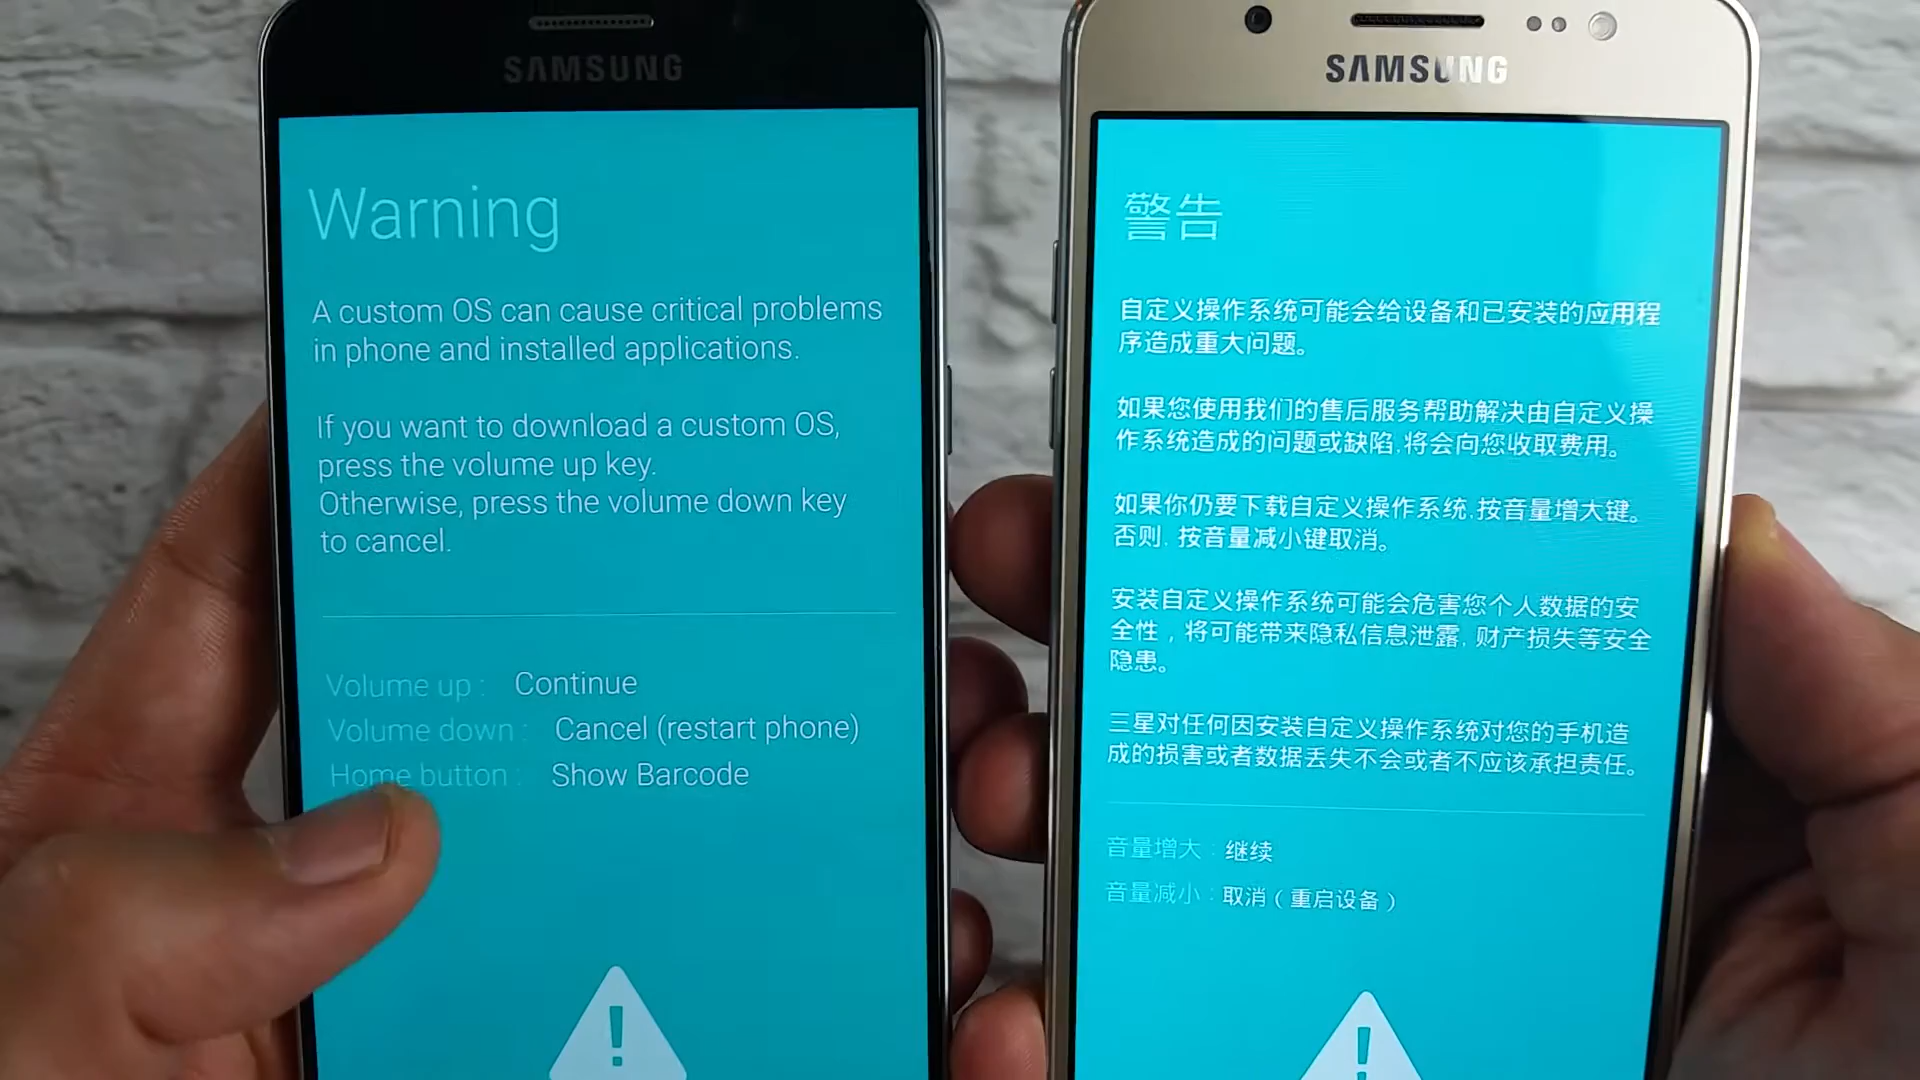 SAMSUNG
Warning
A custom OS can cause critical problems
in phone and installed applications.
If you want to download a custom OS,
press the volume up key.
Otherwise, press the volume down key
to cancel.
Volume up : Continue
Volume down : Cancel (restart phone)
Home button : Show Barcode
SAMSUNG
警告
自定义操作系统可能会给设备和已安装的应用程
序造成重大问题。
如果您使用我们的售后服务帮助解决由自定义操
作系统造成的问题或缺陷,将会向您收取费用。
如果你仍要下载自定义操作系统,按音量增大键。
否则, 按音量减小键取消。
安装自定义操作系统可能会危害您个人数据的安
全性，将可能带来隐私信息泄露, 财产损失等安全
隐患。
三星对任何因安装自定义操作系统对您的手机造
成的损害或者数据丢失不会或者不应该承担责任。
音量增大 : 继续
音量减小 : 取消 ( 重启设备 )